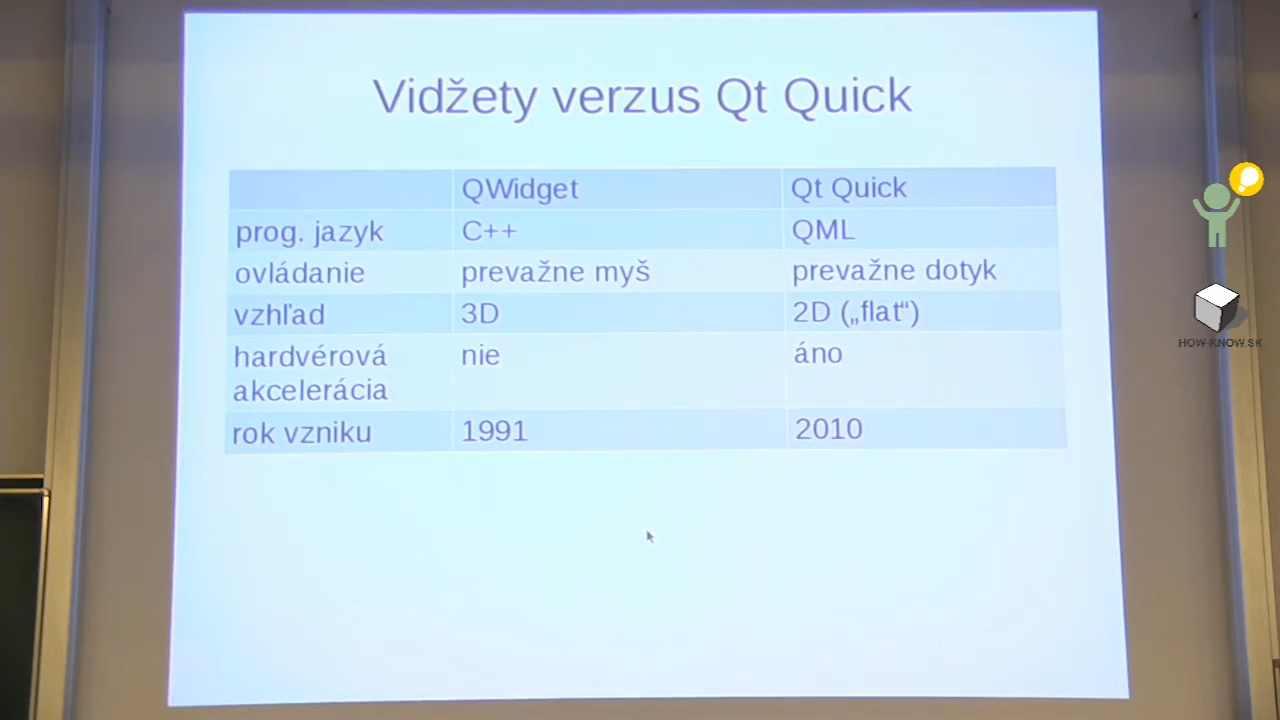 Vidžety verzus Qt Quick
QWidget Qt Quick
prog. jazyk C++ QML
ovládanie prevažne myš prevažne dotyk
vzhľad 3D 2D („flat“)
hardvérová nie áno
akcelerácia
rok vzniku 1991 2010
HOW-KNOW.SK